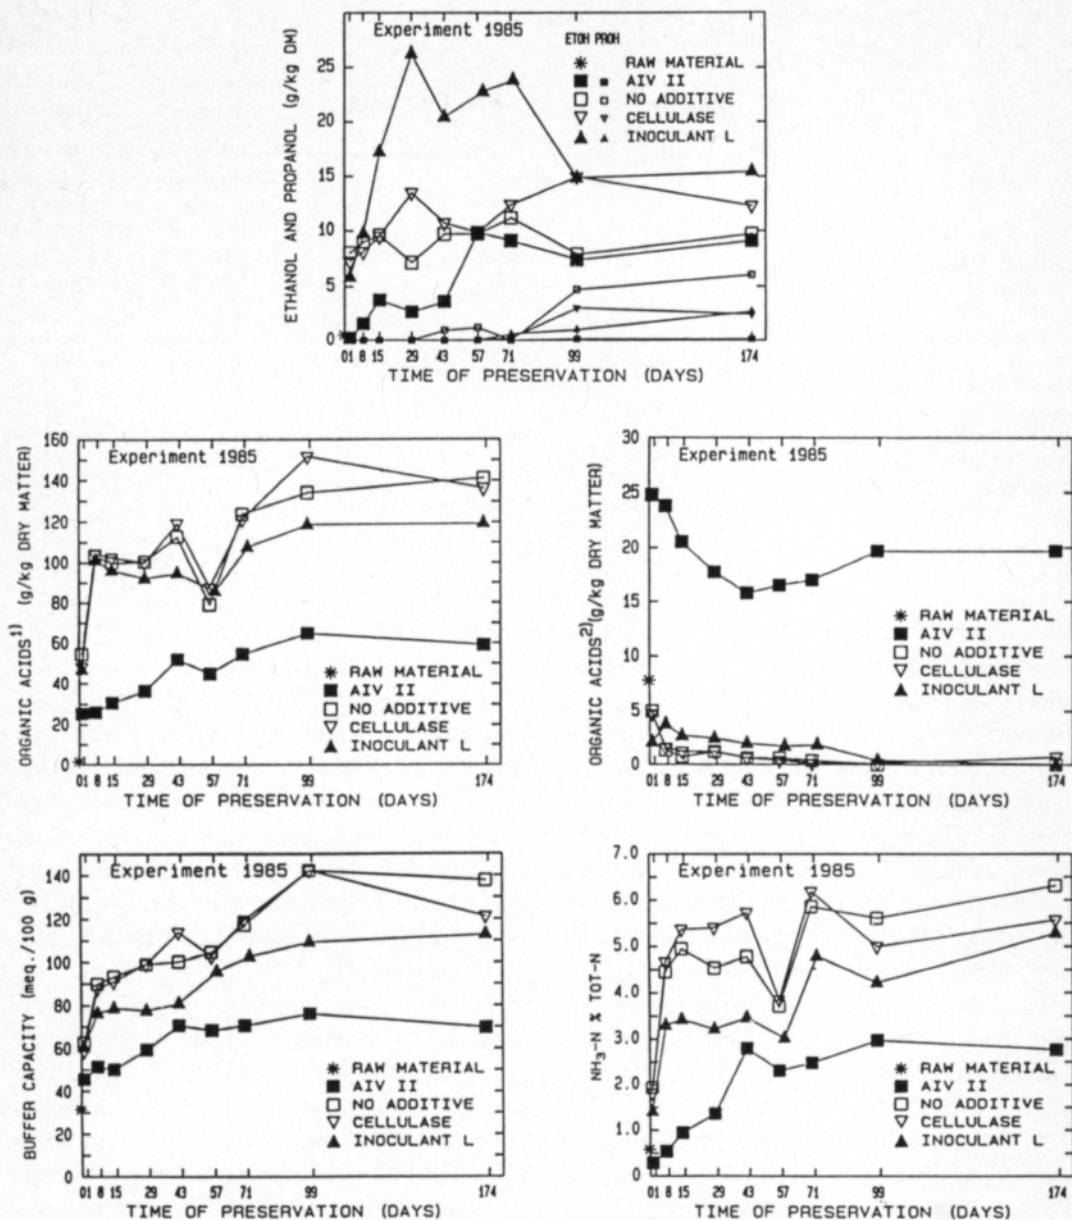 Experiment 1985
ETOH PROH
RAW MATERIAL
AIV II
NO ADDITIVE
CELLULASE
INOCULANT L
ETHANOL AND PROPANOL (g/kg DM)
25
20
15
10
5
0
01 8 15 29 43 57 71 99 174
TIME OF PRESERVATION (DAYS)
Experiment 1985
ORGANIC ACIDS1) (g/kg DRY MATTER)
160
140
120
100
80
60
40
20
0
RAW MATERIAL
AIV II
NO ADDITIVE
CELLULASE
INOCULANT L
01 8 15 29 43 57 71 99 174
TIME OF PRESERVATION (DAYS)
Experiment 1985
ORGANIC ACIDS2) (g/kg DRY MATTER)
30
25
20
15
10
5
0
RAW MATERIAL
AIV II
NO ADDITIVE
CELLULASE
INOCULANT L
01 8 15 29 43 57 71 99 174
TIME OF PRESERVATION (DAYS)
Experiment 1985
BUFFER CAPACITY (meq./100 g)
140
120
100
80
60
40
20
0
RAW MATERIAL
AIV II
NO ADDITIVE
CELLULASE
INOCULANT L
01 8 15 29 43 57 71 99 174
TIME OF PRESERVATION (DAYS)
Experiment 1985
NH3-N % TOT-N
7.0
6.0
5.0
4.0
3.0
2.0
1.0
0
RAW MATERIAL
AIV II
NO ADDITIVE
CELLULASE
INOCULANT L
01 8 15 29 43 57 71 99 174
TIME OF PRESERVATION (DAYS)